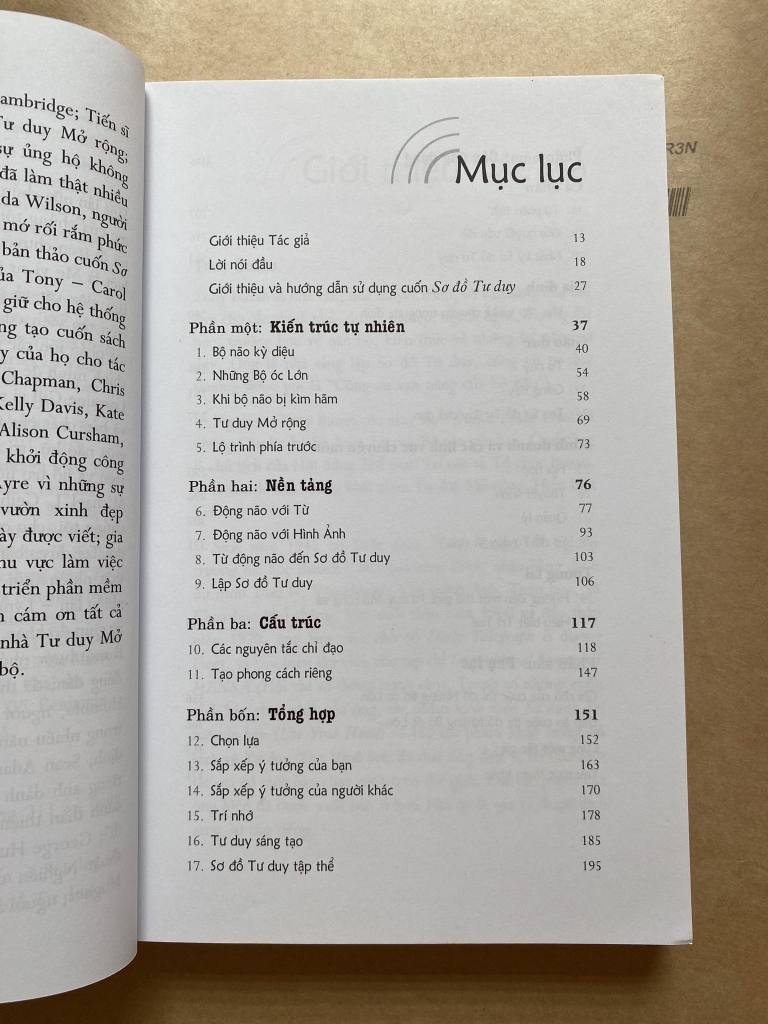 ambridge; Tiến sĩ
Tư duy Mở rộng;
sự ủng hộ không
đã làm thật nhiều
da Wilson, người
mớ rối rắm phức
bản thảo cuốn Sơ
ủa Tony – Carol
giữ cho hệ thống
ng tạo cuốn sách
y của họ cho tác
Chapman, Chris
Kelly Davis, Kate
Alison Cursham,
khởi động công
Ayre vì những sự
vườn xinh đẹp
ày được viết; gia
hu vực làm việc
triển phần mềm
n cám ơn tất cả
nhà Tư duy Mở
bộ.
R3N
Mục lục
Giới thiệu Tác giả 13
Lời nói đầu 18
Giới thiệu và hướng dẫn sử dụng cuốn Sơ đồ Tư duy 27
Phần một: Kiến trúc tự nhiên 37
1. Bộ não kỳ diệu 40
2. Những Bộ óc Lớn 54
3. Khi bộ não bị kìm hãm 58
4. Tư duy Mở rộng 69
5. Lộ trình phía trước 73
Phần hai: Nền tảng 76
6. Động não với Từ 77
7. Động não với Hình Ảnh 93
8. Từ động não đến Sơ đồ Tư duy 103
9. Lập Sơ đồ Tư duy 106
Phần ba: Cấu trúc 117
10. Các nguyên tắc chỉ đạo 118
11. Tạo phong cách riêng 147
Phần bốn: Tổng hợp 151
12. Chọn lựa 152
13. Sắp xếp ý tưởng của bạn 163
14. Sắp xếp ý tưởng của người khác 170
15. Trí nhớ 178
16. Tư duy sáng tạo 185
17. Sơ đồ Tư duy tập thể 195